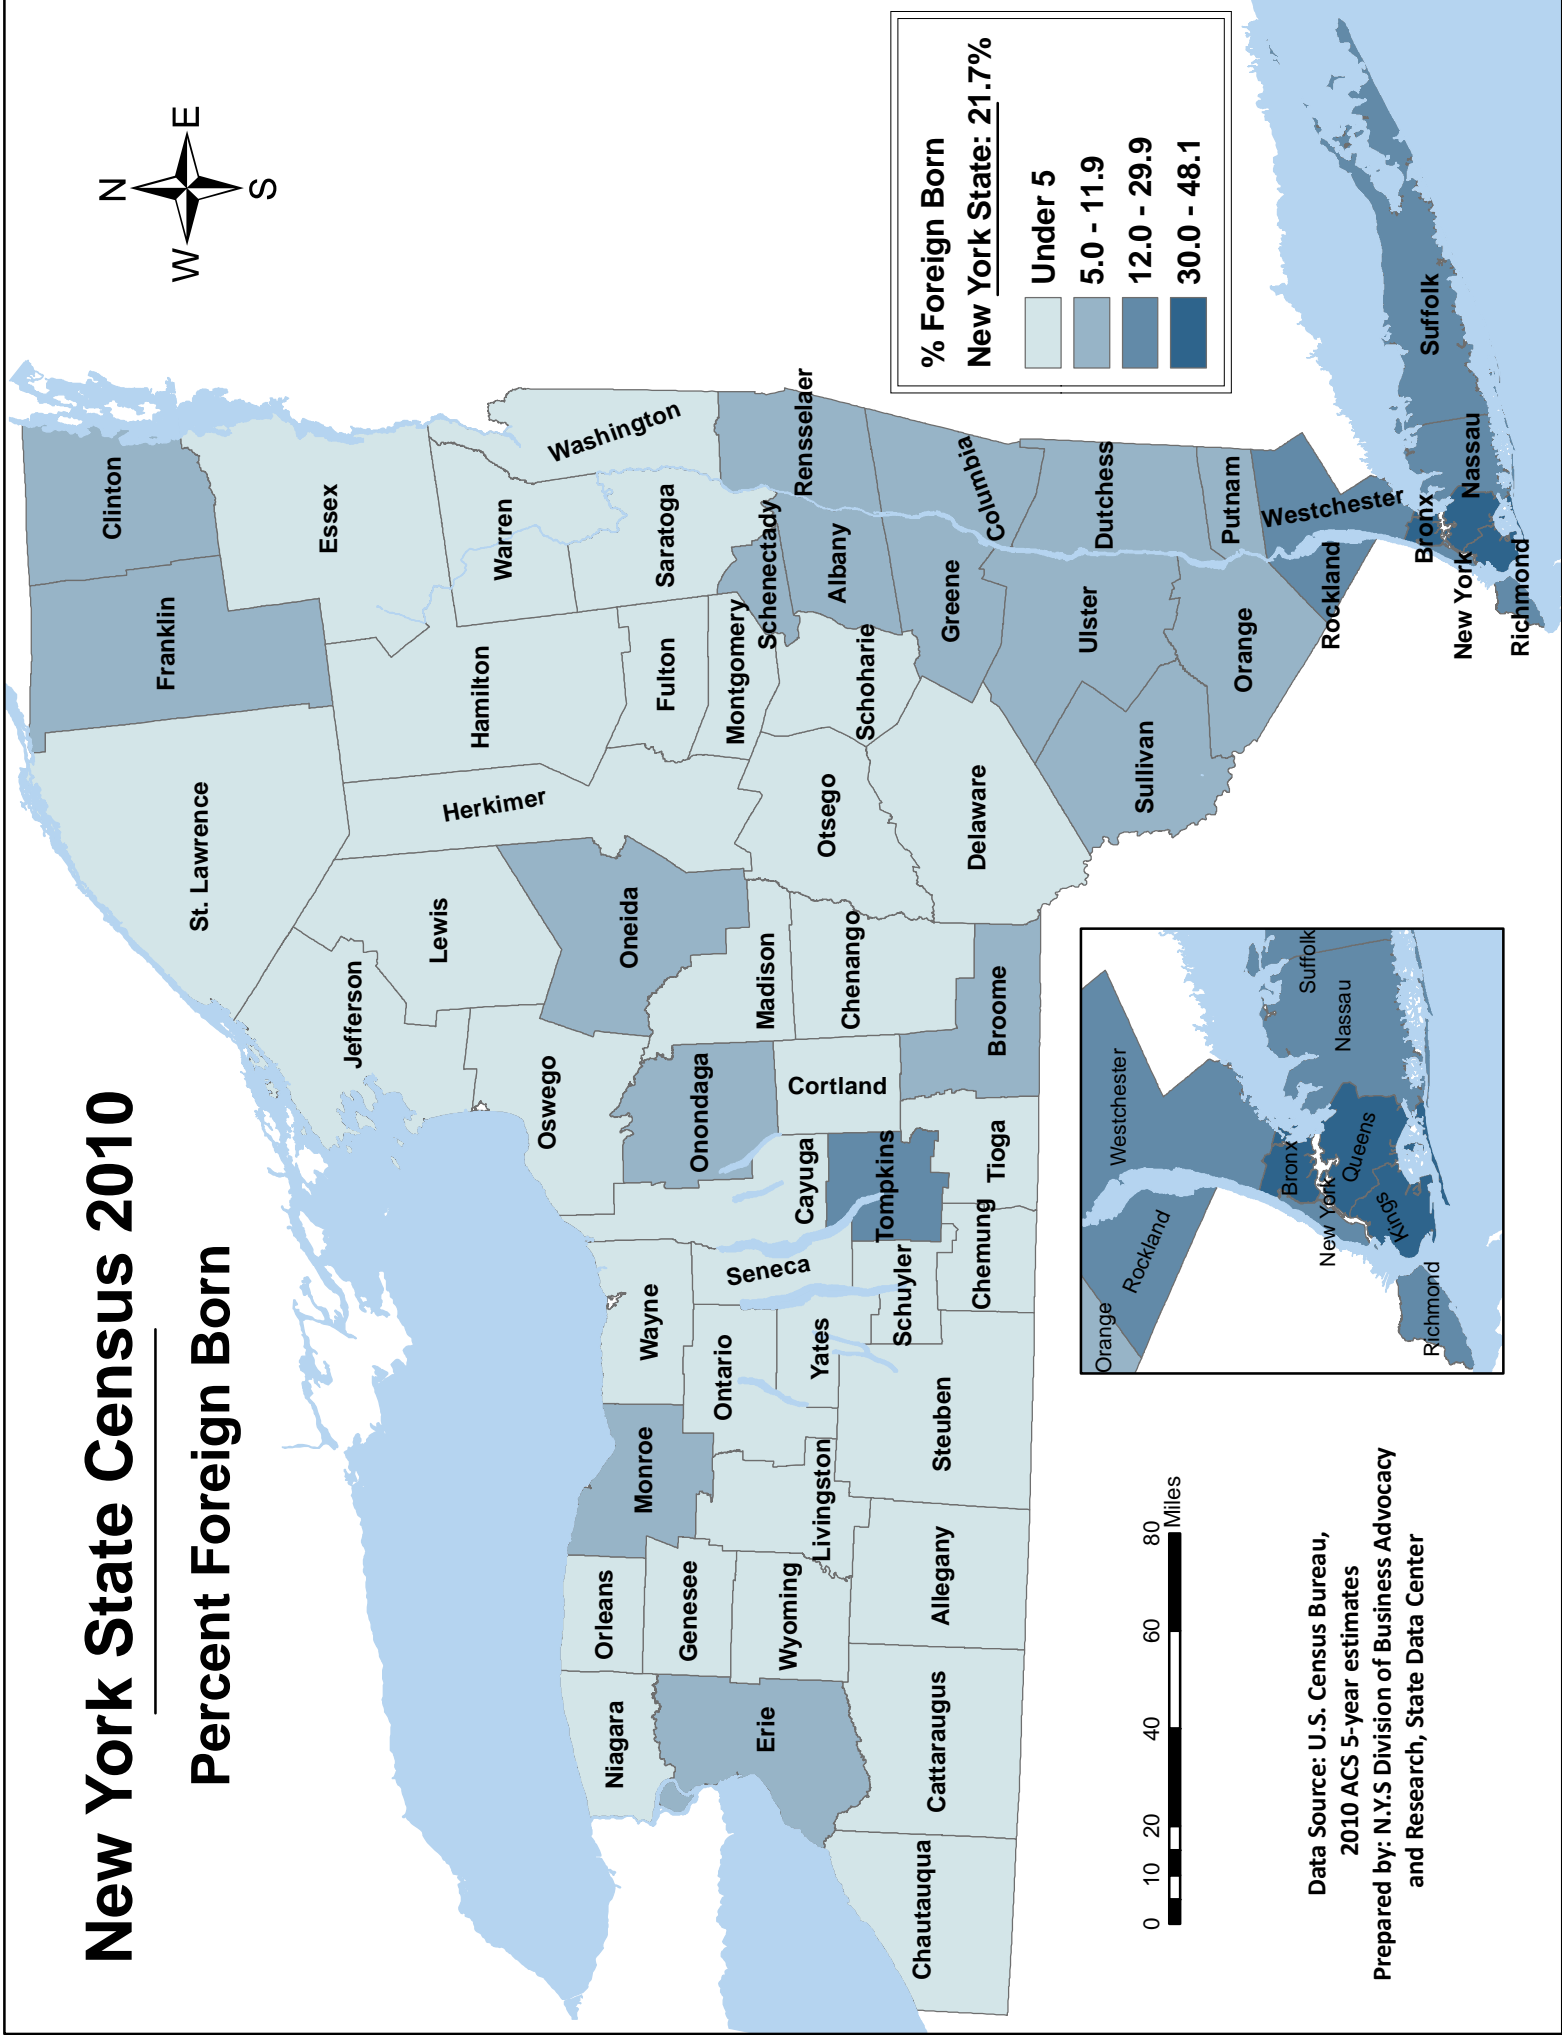 New York State Census 2010
Percent Foreign Born
N
W
E
S
Clinton
Franklin
St. Lawrence
Essex
Jefferson
Lewis
Hamilton
Herkimer
Warren
Washington
Oswego
Oneida
Fulton
Saratoga
Montgomery
Schenectady
Rensselaer
Albany
Schoharie
Niagara
Orleans
Monroe
Wayne
Genesee
Ontario
Seneca
Cayuga
Onondaga
Madison
Otsego
Erie
Wyoming
Livingston
Yates
Cortland
Chenango
Greene
Columbia
Chautauqua
Cattaraugus
Allegany
Steuben
Schuyler
Tompkins
Chemung
Tioga
Broome
Delaware
Ulster
Dutchess
Sullivan
Orange
Putnam
Westchester
Rockland
Bronx
New York
Richmond
Nassau
Suffolk
% Foreign Born
New York State: 21.7%
Under 5
5.0 - 11.9
12.0 - 29.9
30.0 - 48.1
Orange
Westchester
Rockland
Bronx
New York
Queens
Kings
Richmond
Nassau
Suffolk
0 10 20 40 60 80
Miles
Data Source: U.S. Census Bureau,
2010 ACS 5-year estimates
Prepared by: N.Y.S Division of Business Advocacy
and Research, State Data Center